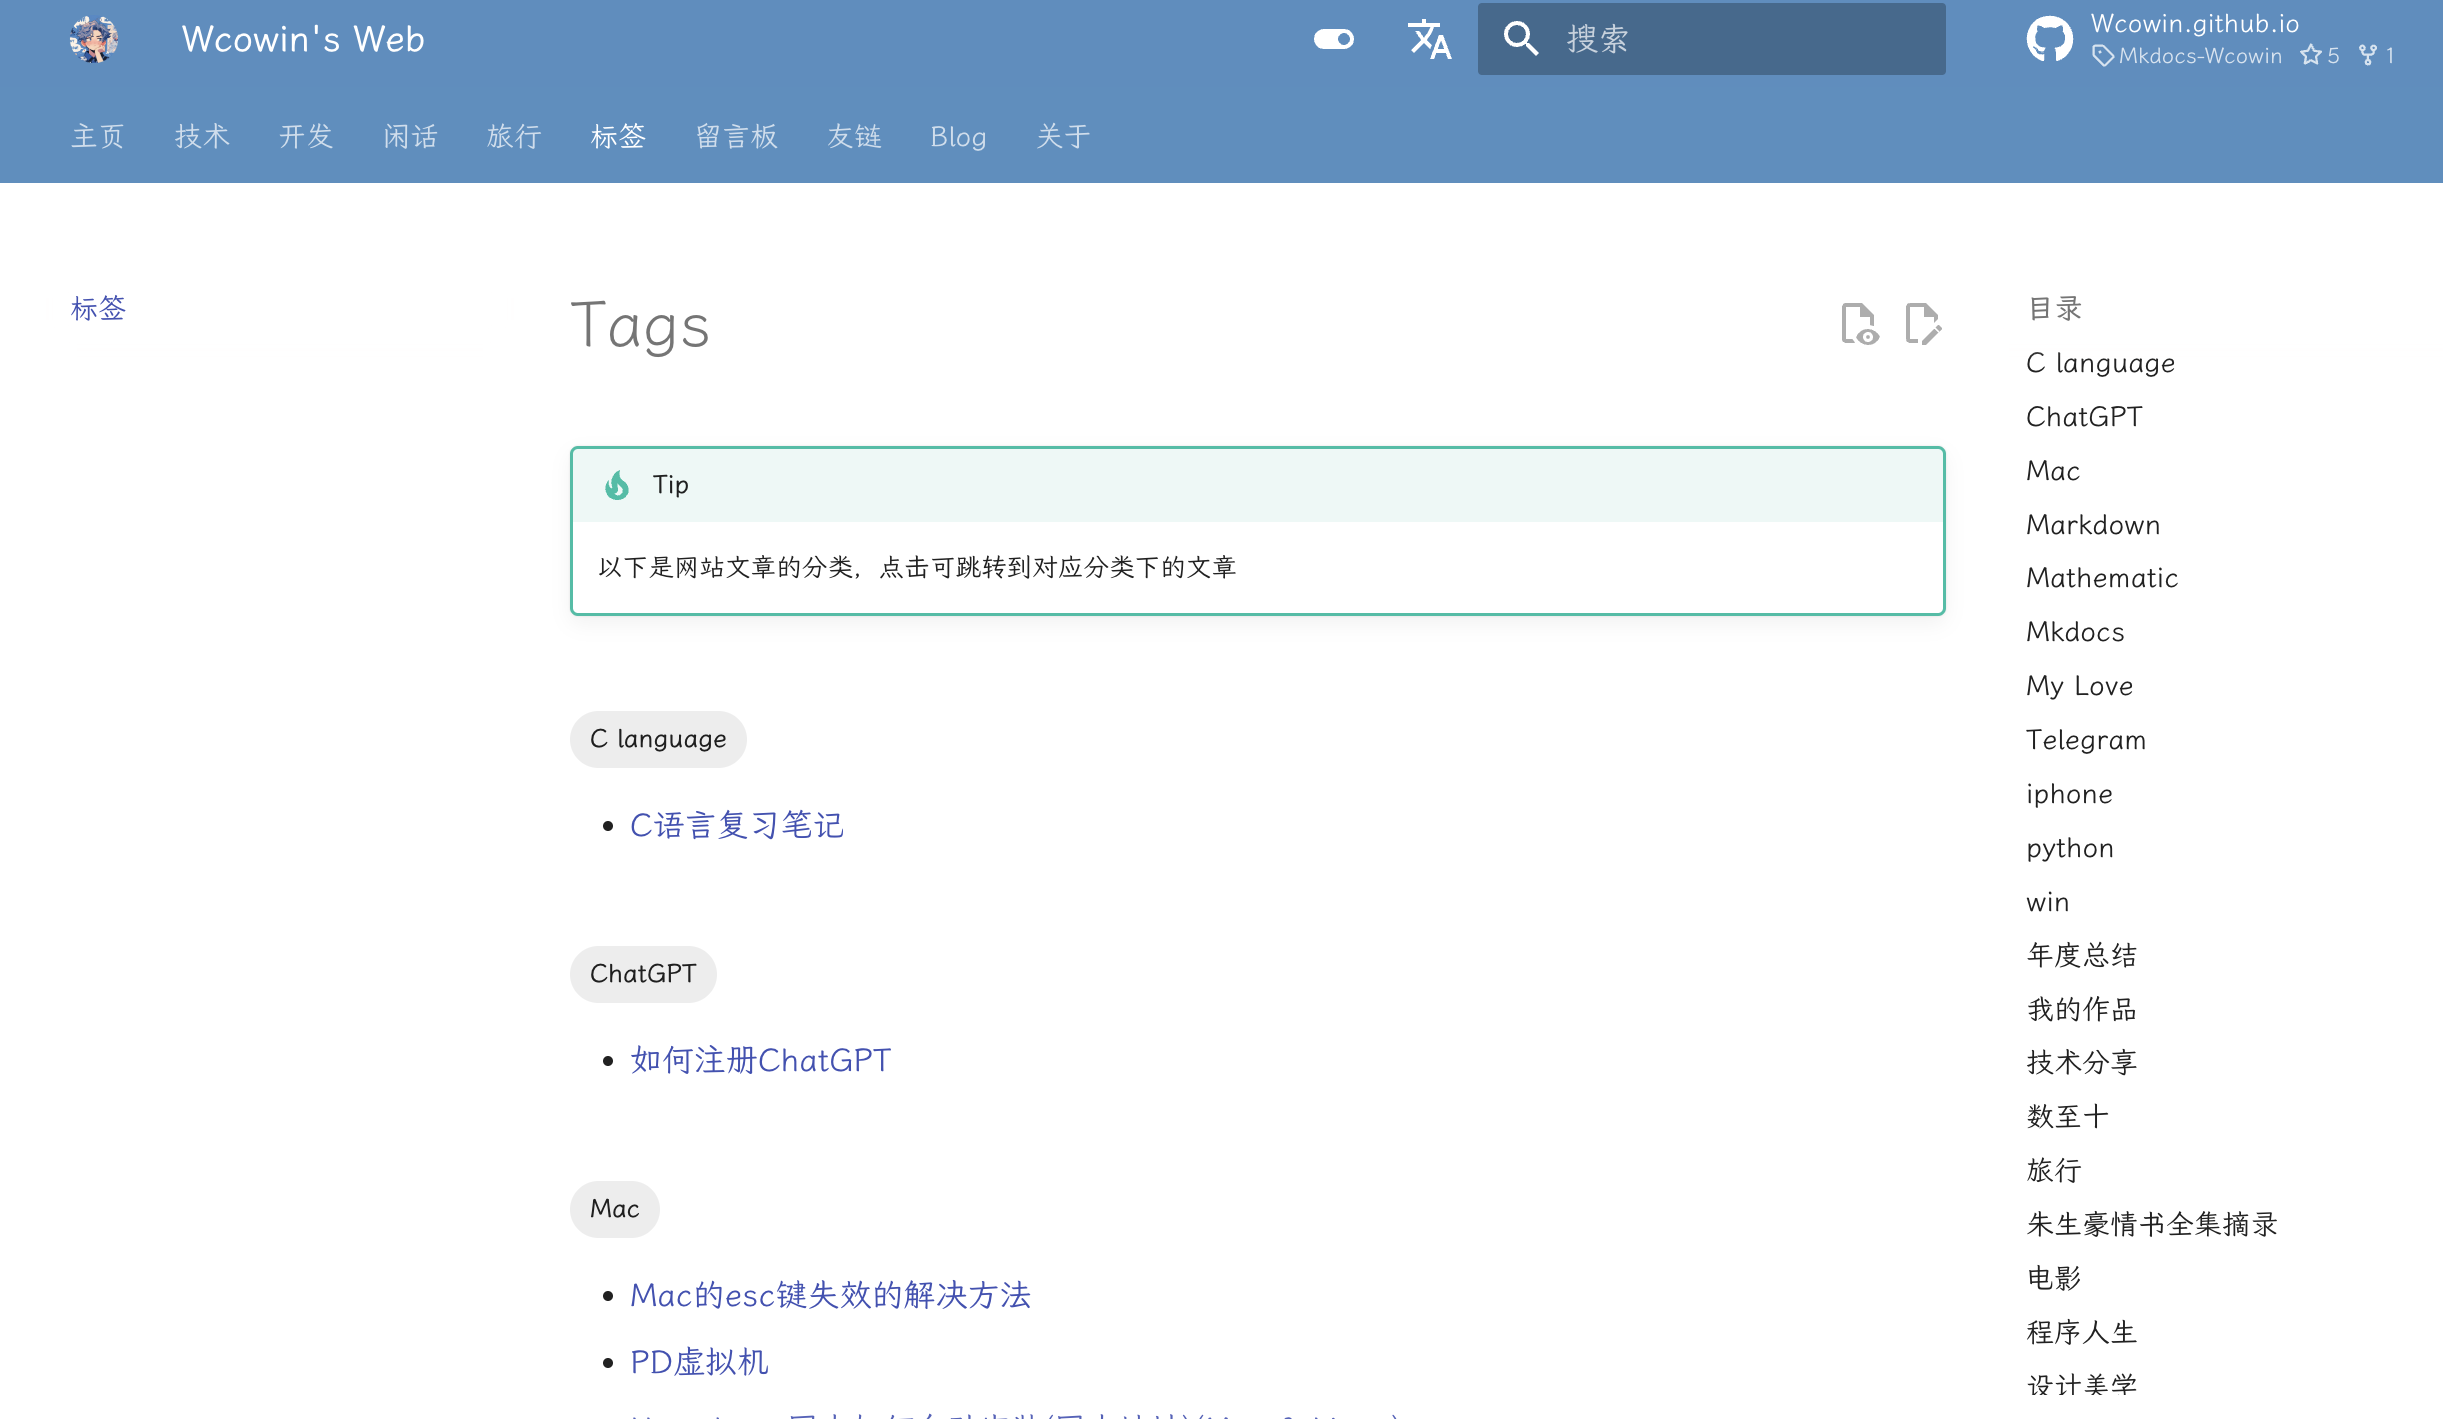 Wcowin's Web
搜索
Wcowin.github.io
Mkdocs-Wcowin 5 1
主页 技术 开发 闲话 旅行 标签 留言板 友链 Blog 关于
标签
Tags
Tip
以下是网站文章的分类，点击可跳转到对应分类下的文章
C language
C语言复习笔记
ChatGPT
如何注册ChatGPT
Mac
Mac的esc键失效的解决方法
PD虚拟机
目录
C language
ChatGPT
Mac
Markdown
Mathematic
Mkdocs
My Love
Telegram
iphone
python
win
年度总结
我的作品
技术分享
数至十
旅行
朱生豪情书全集摘录
电影
程序人生
设计美学